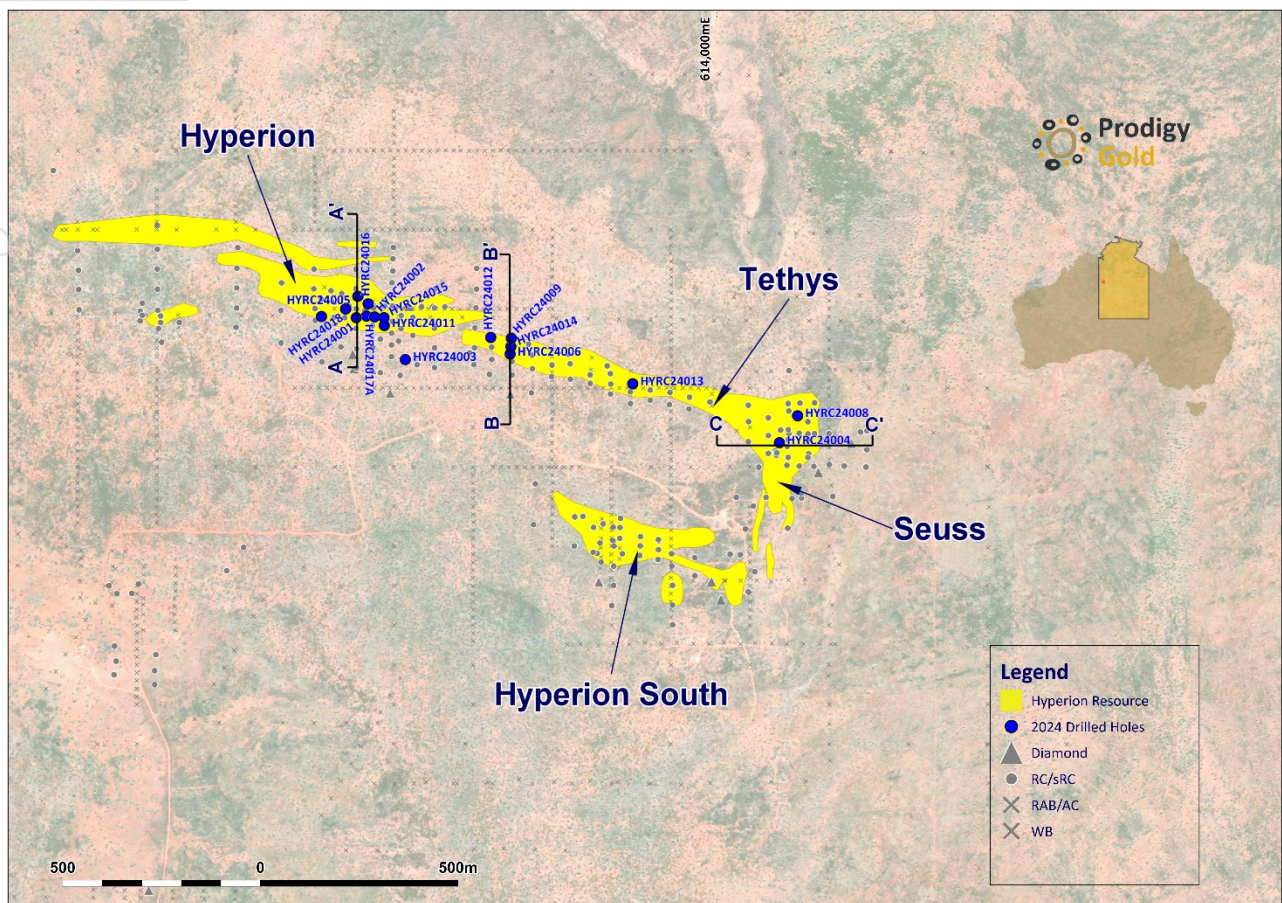 614,000mE
Prodigy
Gold
Hyperion
A'
HYRC24016
HYRC24002
HYRC24005
HYRC24015
HYRC24018
HYRC24001
HYRC24011
HYRC24017A
HYRC24003
A
B'
HYRC24012
HYRC24009
HYRC24014
HYRC24006
B
Tethys
HYRC24013
HYRC24008
C
HYRC24004
C'
Seuss
Hyperion South
Legend
Hyperion Resource
2024 Drilled Holes
Diamond
RC/sRC
RAB/AC
WB
500 0 500m